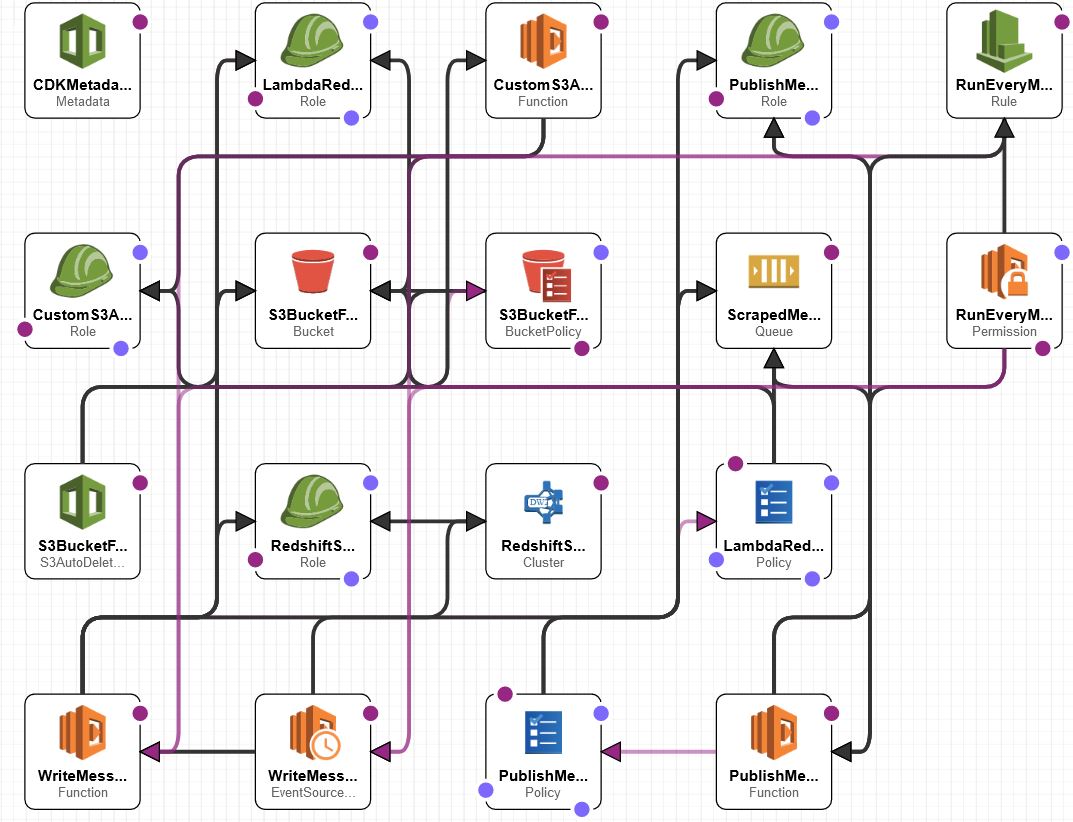 CDKMetada...
Metadata
LambdaRed...
Role
CustomS3A...
Function
PublishMe...
Role
RunEveryM...
Rule
CustomS3A...
Role
S3BucketF...
Bucket
S3BucketF...
BucketPolicy
ScrapedMe...
Queue
RunEveryM...
Permission
S3BucketF...
S3AutoDelet...
RedshiftS...
Role
DW
RedshiftS...
Cluster
LambdaRed...
Policy
WriteMess...
Function
WriteMess...
EventSource...
PublishMe...
Policy
PublishMe...
Function